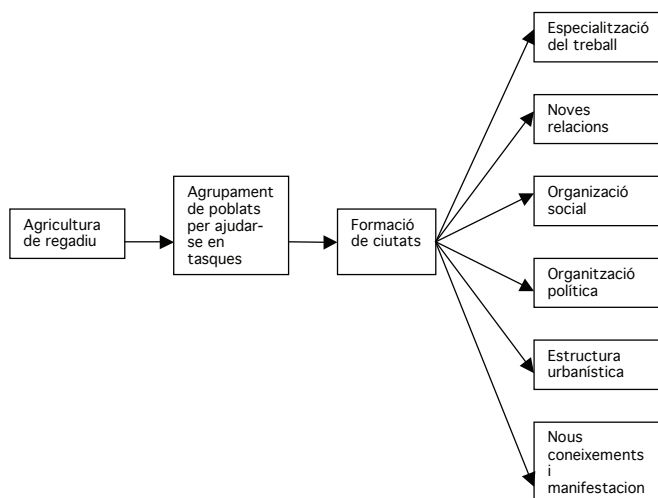 Agricultura
de regadiu
Agrupament
de poblats
per ajudar-
se en
tasques
Formació
de ciutats
Especialització
del treball
Noves
relacions
Organizació
social
Organització
política
Estructura
urbanística
Nous
coneixements
i
manifestacion